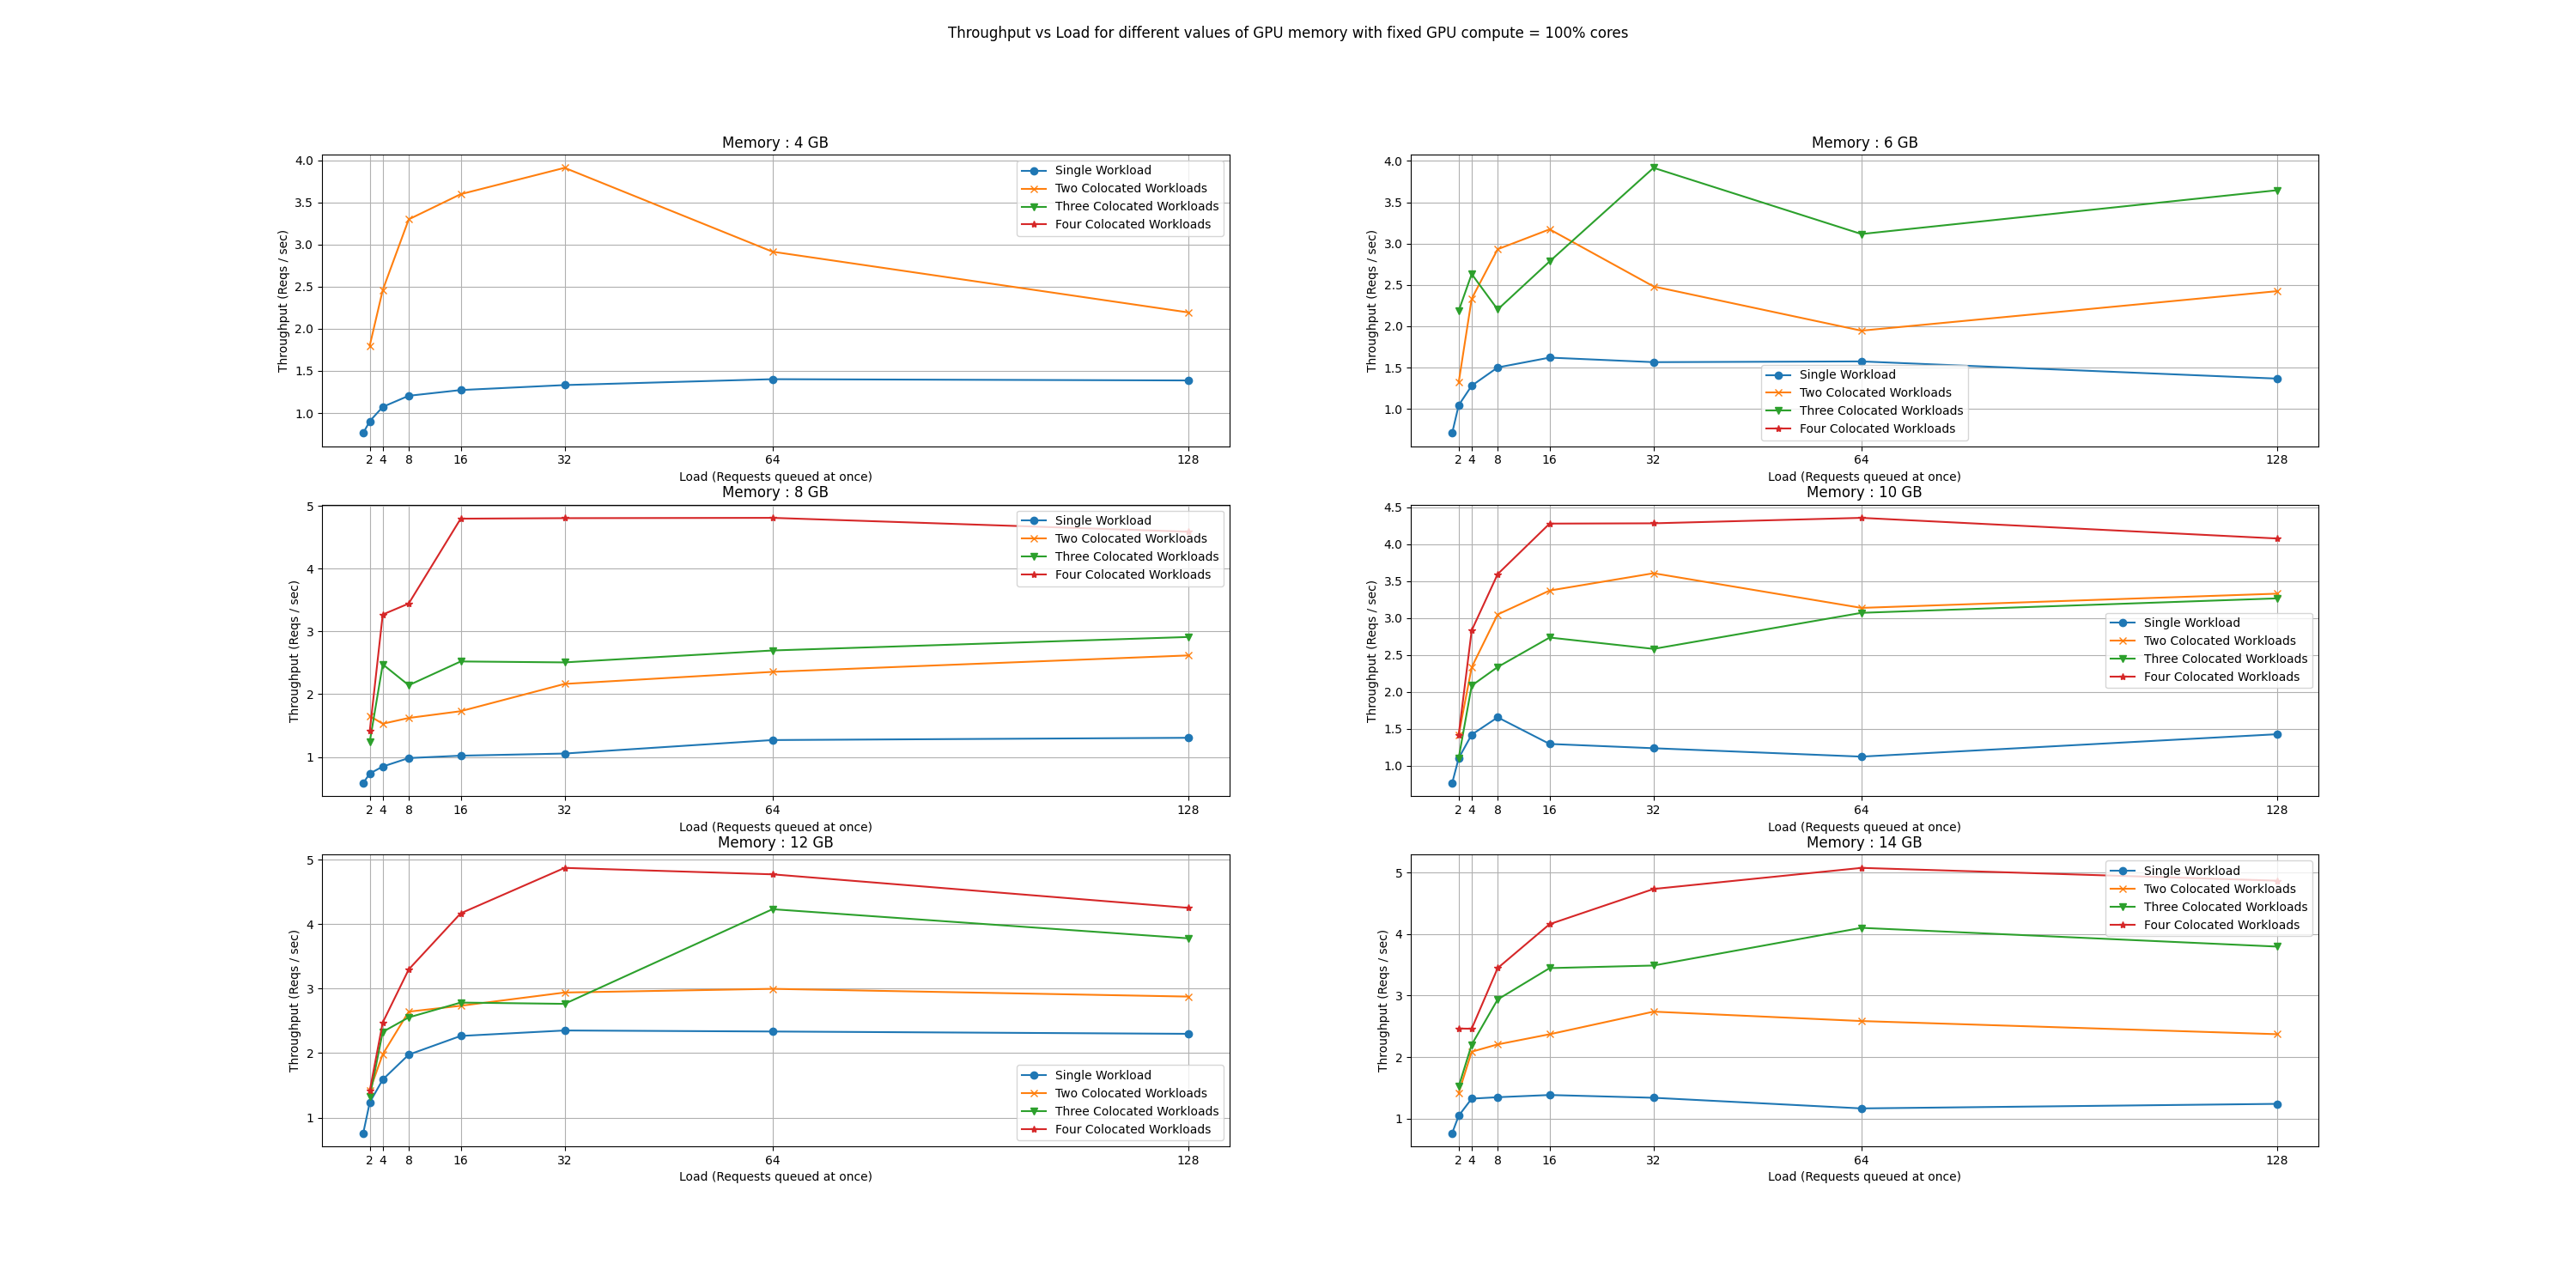 Throughput vs Load for different values of GPU memory with fixed GPU compute = 100% cores
Memory : 4 GB
4.0
3.5
3.0
2.5
2.0
1.5
1.0
Throughput (Reqs / sec)
Single Workload
Two Colocated Workloads
Three Colocated Workloads
Four Colocated Workloads
2 4 8 16 32 64 128
Load (Requests queued at once)
Memory : 6 GB
4.0
3.5
3.0
2.5
2.0
1.5
1.0
Throughput (Reqs / sec)
Single Workload
Two Colocated Workloads
Three Colocated Workloads
Four Colocated Workloads
2 4 8 16 32 64 128
Load (Requests queued at once)
Memory : 8 GB
5
4
3
2
1
Throughput (Reqs / sec)
Single Workload
Two Colocated Workloads
Three Colocated Workloads
Four Colocated Workloads
2 4 8 16 32 64 128
Load (Requests queued at once)
Memory : 10 GB
4.5
4.0
3.5
3.0
2.5
2.0
1.5
1.0
Throughput (Reqs / sec)
Single Workload
Two Colocated Workloads
Three Colocated Workloads
Four Colocated Workloads
2 4 8 16 32 64 128
Load (Requests queued at once)
Memory : 12 GB
5
4
3
2
1
Throughput (Reqs / sec)
Single Workload
Two Colocated Workloads
Three Colocated Workloads
Four Colocated Workloads
2 4 8 16 32 64 128
Load (Requests queued at once)
Memory : 14 GB
5
4
3
2
1
Throughput (Reqs / sec)
Single Workload
Two Colocated Workloads
Three Colocated Workloads
Four Colocated Workloads
2 4 8 16 32 64 128
Load (Requests queued at once)